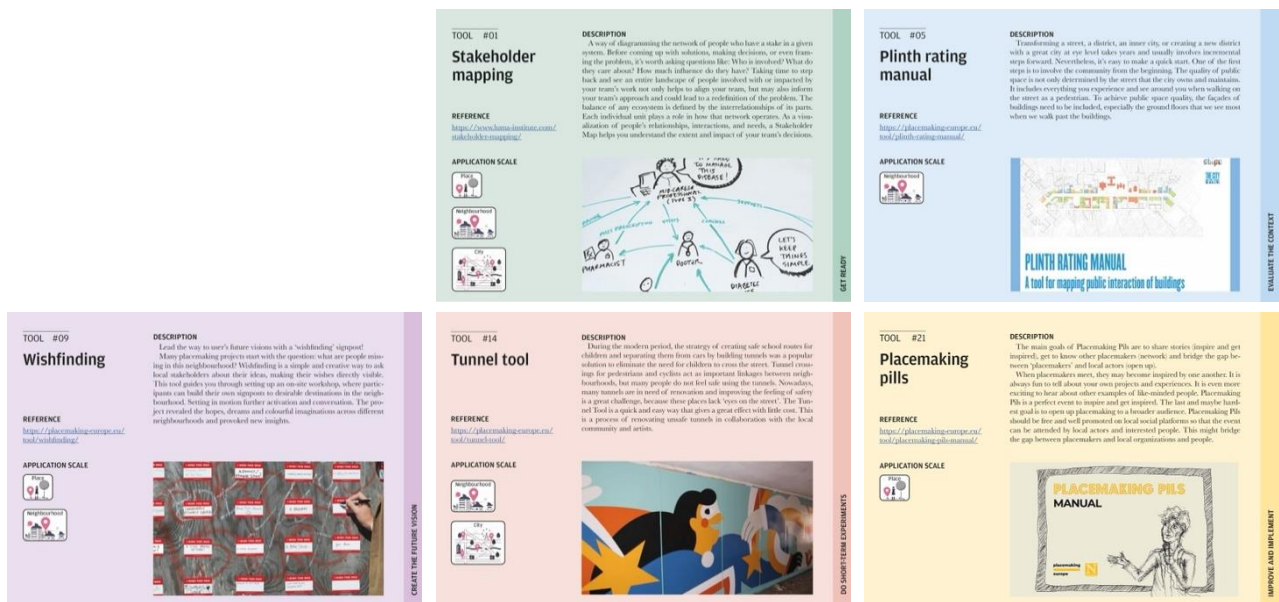 TOOL #01
Stakeholder
mapping
REFERENCE
https://www.luma-institute.com/
stakeholder-mapping/
APPLICATION SCALE
Place
Neighbourhood
City
DESCRIPTION
A way of diagramming the network of people who have a stake in a given
system. Before coming up with solutions, making decisions, or even fram-
ing the problem, it's worth asking questions like: Who is involved? What do
they care about? How much influence do they have? Taking time to step
back and see an entire landscape of people involved with or impacted by
your team's work not only helps to align your team, but may also inform
your team's approach and could lead to a redefinition of the problem. The
balance of any ecosystem is defined by the interrelationships of its parts.
Each individual unit plays a role in how that network operates. As a visu-
alization of people's relationships, interactions, and needs, a Stakeholder
Map helps you understand the extent and impact of your team's decisions.
TO MANAGE
THIS
DISEASE!
MID-CAREER
PROFESSIONAL
(TYPE 2)
PHARMACIST
DOCTOR
DIABETIC
LET'S
KEEP
THINGS
SIMPLE
GET READY
TOOL #05
Plinth rating
manual
REFERENCE
https://placemaking-europe.eu/
tool/plinth-rating-manual/
APPLICATION SCALE
Neighbourhood
DESCRIPTION
Transforming a street, a district, an inner city, or creating a new district
with a great city at eye level takes years and usually involves incremental
steps forward. Nevertheless, it's easy to make a quick start. One of the first
steps is to involve the community from the beginning. The quality of public
space is not only determined by the street that the city owns and maintains.
It includes everything you experience and see around you when walking on
the street as a pedestrian. To achieve public space quality, the façades of
buildings need to be included, especially the ground floors that we see most
when we walk past the buildings.
stipo
THE CITY
PLINTH RATING MANUAL
A tool for mapping public interaction of buildings
EVALUATE THE CONTEXT
TOOL #09
Wishfinding
REFERENCE
https://placemaking-europe.eu/
tool/wishfinding/
APPLICATION SCALE
Place
Neighbourhood
DESCRIPTION
Lead the way to user's future visions with a 'wishfinding' signpost!
Many placemaking projects start with the question: what are people miss-
ing in this neighbourhood? Wishfinding is a simple and creative way to ask
local stakeholders about their ideas, making their wishes directly visible.
This tool guides you through setting up an on-site workshop, where partic-
ipants can build their own signposts to desirable destinations in the neigh-
bourhood. Setting in motion further activation and conversation. The pro-
ject revealed the hopes, dreams and colourful imaginations across different
neighbourhoods and provoked new insights.
CREATE THE FUTURE VISION
TOOL #14
Tunnel tool
REFERENCE
https://placemaking-europe.eu/
tool/tunnel-tool/
APPLICATION SCALE
Neighbourhood
City
DESCRIPTION
During the modern period, the strategy of creating safe school routes for
children and separating them from cars by building tunnels was a popular
solution to eliminate the need for children to cross the street. Tunnel cross-
ings for pedestrians and cyclists act as important linkages between neigh-
bourhoods, but many people do not feel safe using the tunnels. Nowadays,
many tunnels are in need of renovation and improving the feeling of safety
is a great challenge, because these places lack 'eyes on the street'. The Tun-
nel Tool is a quick and easy way that gives a great effect with little cost. This
is a process of renovating unsafe tunnels in collaboration with the local
community and artists.
DO SHORT-TERM EXPERIMENTS
TOOL #21
Placemaking
pills
REFERENCE
https://placemaking-europe.eu/
tool/placemaking-pils-manual/
APPLICATION SCALE
Place
DESCRIPTION
The main goals of Placemaking Pils are to share stories (inspire and get
inspired), get to know other placemakers (network) and bridge the gap be-
tween 'placemakers' and local actors (open up).
When placemakers meet, they may become inspired by one another. It is
always fun to tell about your own projects and experiences. It is even more
exciting to hear about other examples of like-minded people. Placemaking
Pils is a perfect event to inspire and get inspired. The last and maybe hard-
est goal is to open up placemaking to a broader audience. Placemaking Pils
should be free and well promoted on local social platforms so that the event
can be attended by local actors and interested people. This might bridge
the gap between placemakers and local organizations and people.
PLACEMAKING PILS
MANUAL
placemaking
europe
IMPROVE AND IMPLEMENT